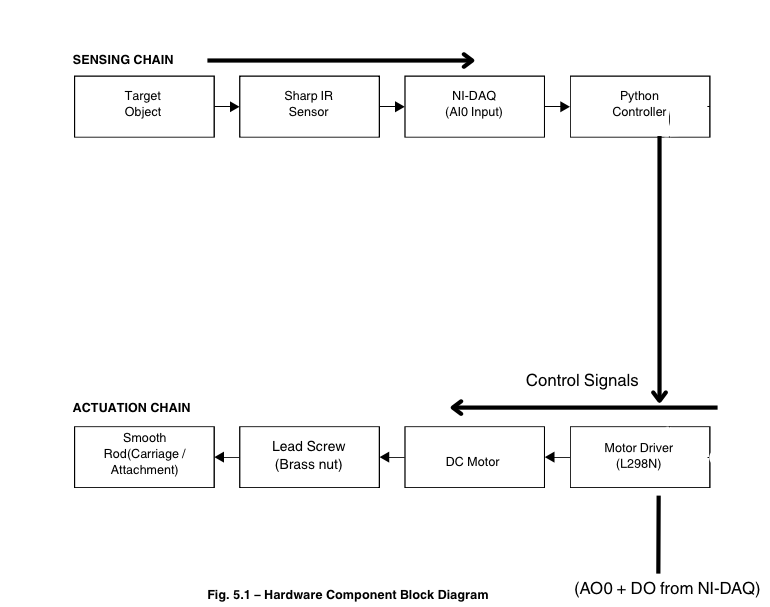 SENSING CHAIN
Target
Object
Sharp IR
Sensor
NI-DAQ
(AI0 Input)
Python
Controller
Control Signals
ACTUATION CHAIN
Smooth
Rod(Carriage /
Attachment)
Lead Screw
(Brass nut)
DC Motor
Motor Driver
(L298N)
(AO0 + DO from NI-DAQ)
Fig. 5.1 – Hardware Component Block Diagram